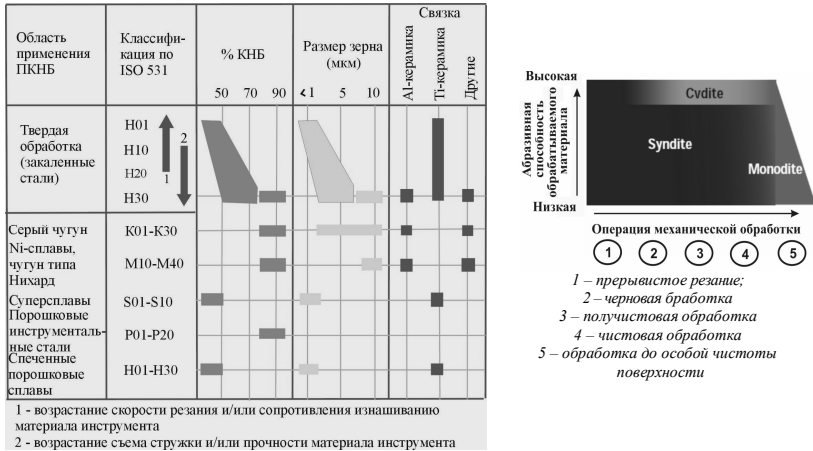 Область
применения
ПКНБ
Классифи-
кация по
ISO 531
% КНБ
50 70 90
Размер зерна
(мкм)
<1 5 10
Связка
Al-керамика
Ti-керамика
Другие
Твердая
обработка
(закаленные
стали)
H01
H10
H20
H30
1
2
Серый чугун
K01-K30
Ni-сплавы,
чугун типа
Нихард
M10-M40
Суперсплавы
S01-S10
Порошковые
инструменталь-
ные стали
P01-P20
Спеченные
порошковые
сплавы
H01-H30
1 - возрастание скорости резания и/или сопротивления изнашиванию
материала инструмента
2 - возрастание съема стружки и/или прочности материала инструмента
Высокая
Абразивная
способность
обрабатываемого
материала
Низкая
Cvdite
Syndite
Monodite
Операция механической обработки
1 2 3 4 5
1 – прерывистое резание;
2 – черновая бработка
3 – получистовая обработка
4 – чистовая обработка
5 – обработка до особой чистоты
поверхности